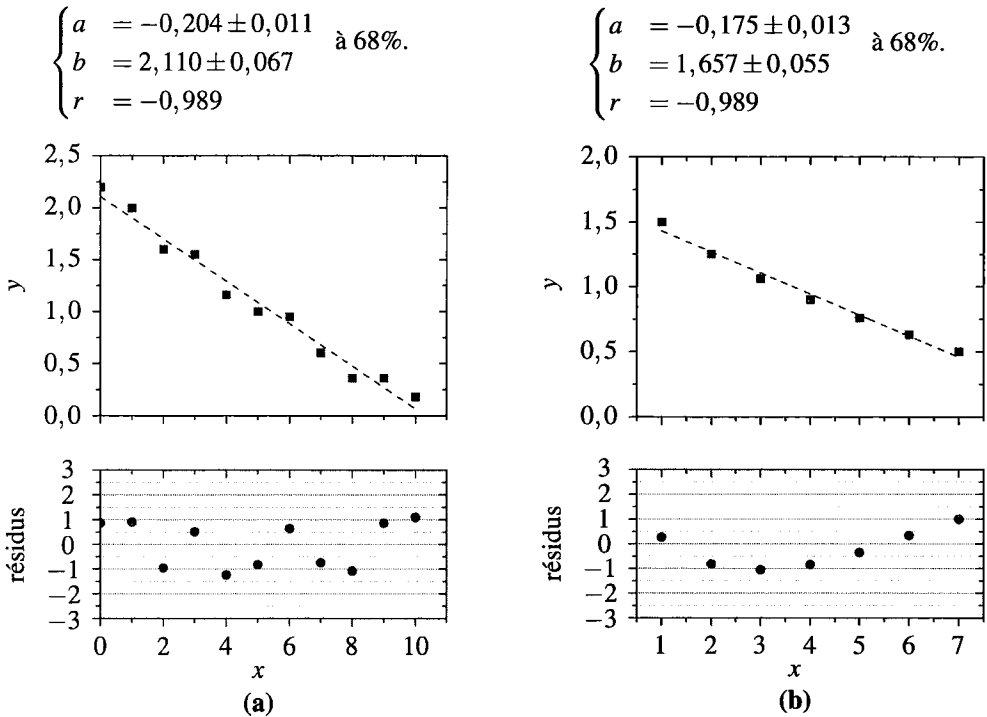 a = −0,204 ± 0,011
b = 2,110 ± 0,067
r = −0,989
à 68%.
2,5
2,0
1,5
1,0
0,5
0,0
y
3
2
1
0
−1
−2
−3
résidus
0 2 4 6 8 10
x
(a)
a = −0,175 ± 0,013
b = 1,657 ± 0,055
r = −0,989
à 68%.
2,0
1,5
1,0
0,5
0,0
y
3
2
1
0
−1
−2
−3
résidus
1 2 3 4 5 6 7
x
(b)